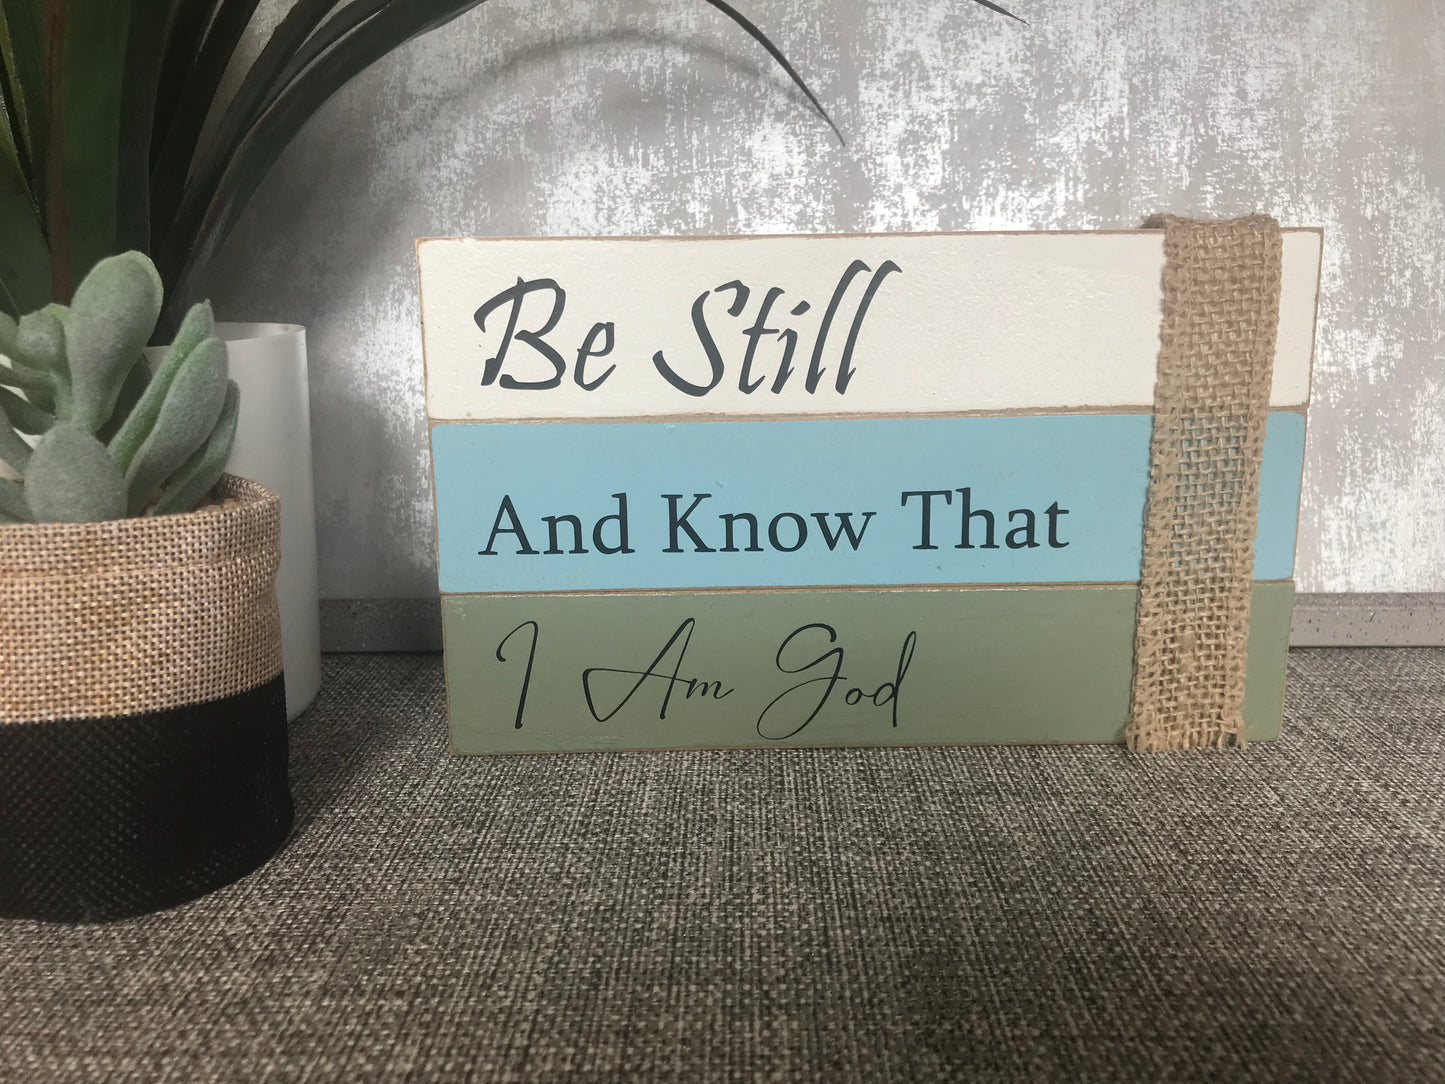 Be Still
And Know That
I Am God